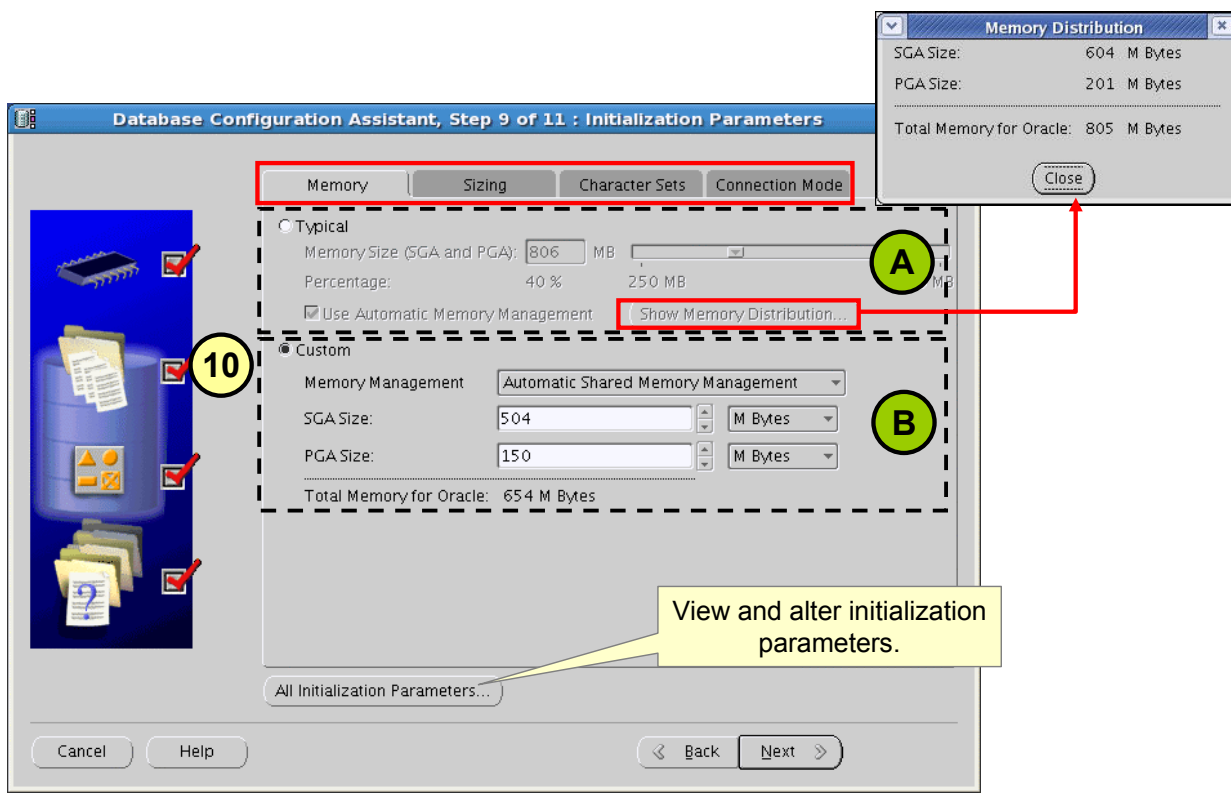 Memory Distribution
SGA Size: 604 M Bytes
PGA Size: 201 M Bytes
Total Memory for Oracle: 805 M Bytes
Close
Database Configuration Assistant, Step 9 of 11 : Initialization Parameters
Memory Sizing Character Sets Connection Mode
Typical
Memory Size (SGA and PGA): 806 MB
A
Percentage: 40 % 250 MB MB
Use Automatic Memory Management Show Memory Distribution...
10
Custom
Memory Management Automatic Shared Memory Management
SGA Size: 504 M Bytes
B
PGA Size: 150 M Bytes
Total Memory for Oracle: 654 M Bytes
?
View and alter initialization
parameters.
All Initialization Parameters...
Cancel Help Back Next